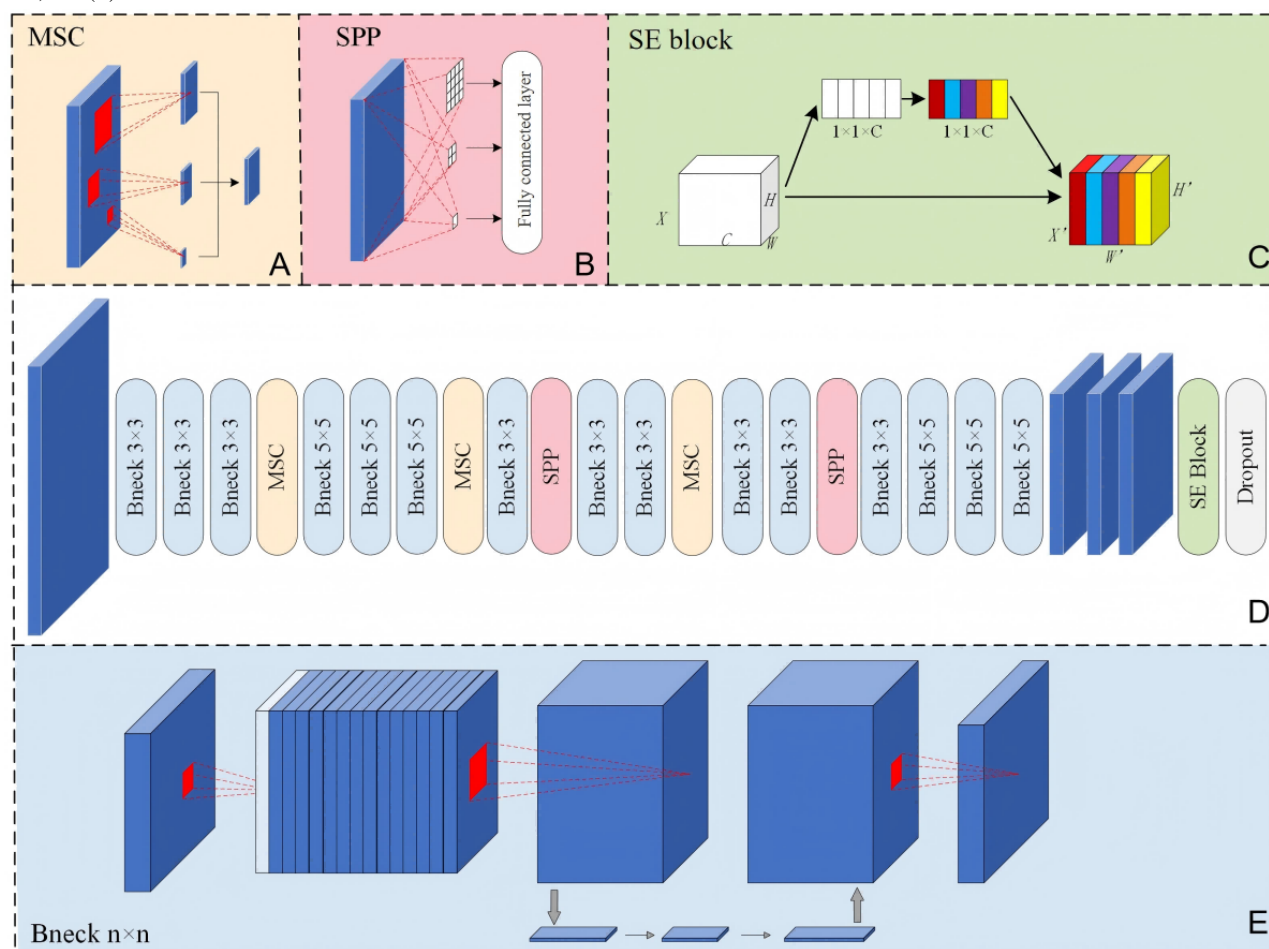 MSC
A
SPP
Fully connected layer
B
SE block
1×1×C
1×1×C
X
C
H
W
X'
W'
H'
C
Bneck 3×3
Bneck 3×3
Bneck 3×3
MSC
Bneck 5×5
Bneck 5×5
Bneck 5×5
MSC
Bneck 3×3
SPP
Bneck 3×3
Bneck 3×3
MSC
Bneck 3×3
Bneck 3×3
SPP
Bneck 3×3
Bneck 5×5
Bneck 5×5
Bneck 5×5
SE Block
Dropout
D
Bneck n×n
E